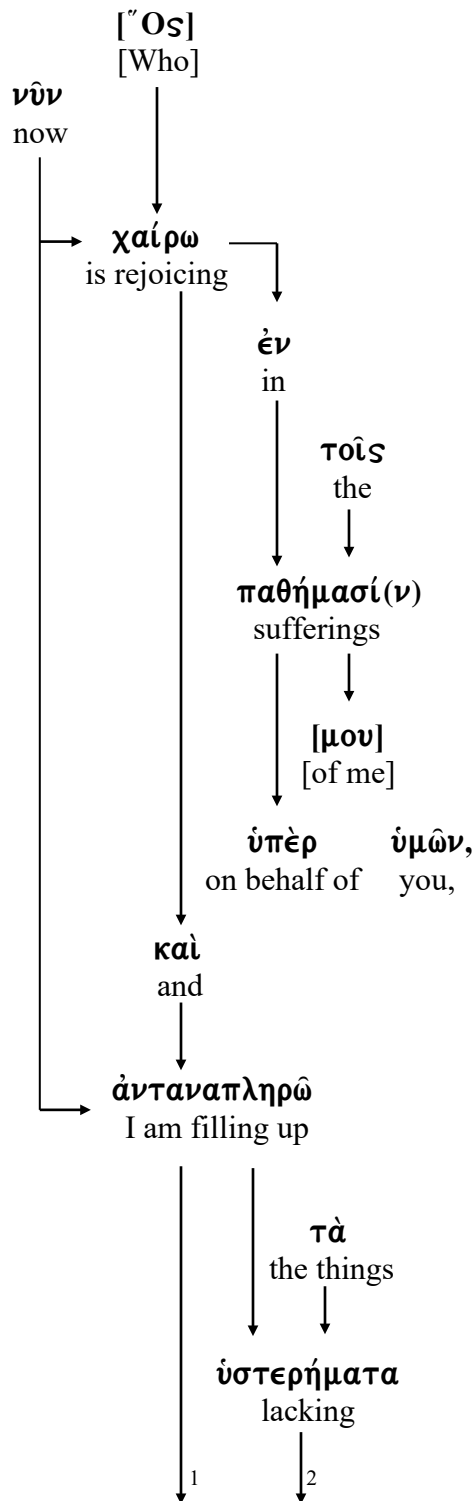 [῞Ος]
[Who]
νῦν
now
χαίρω
is rejoicing
ἐν
in
τοῖς
the
παθήμασί(ν)
sufferings
[μου]
[of me]
ὑπὲρ ὑμῶν,
on behalf of you,
καὶ
and
ἀνταναπληρῶ
I am filling up
τὰ
the things
ὑστερήματα
lacking
1 2